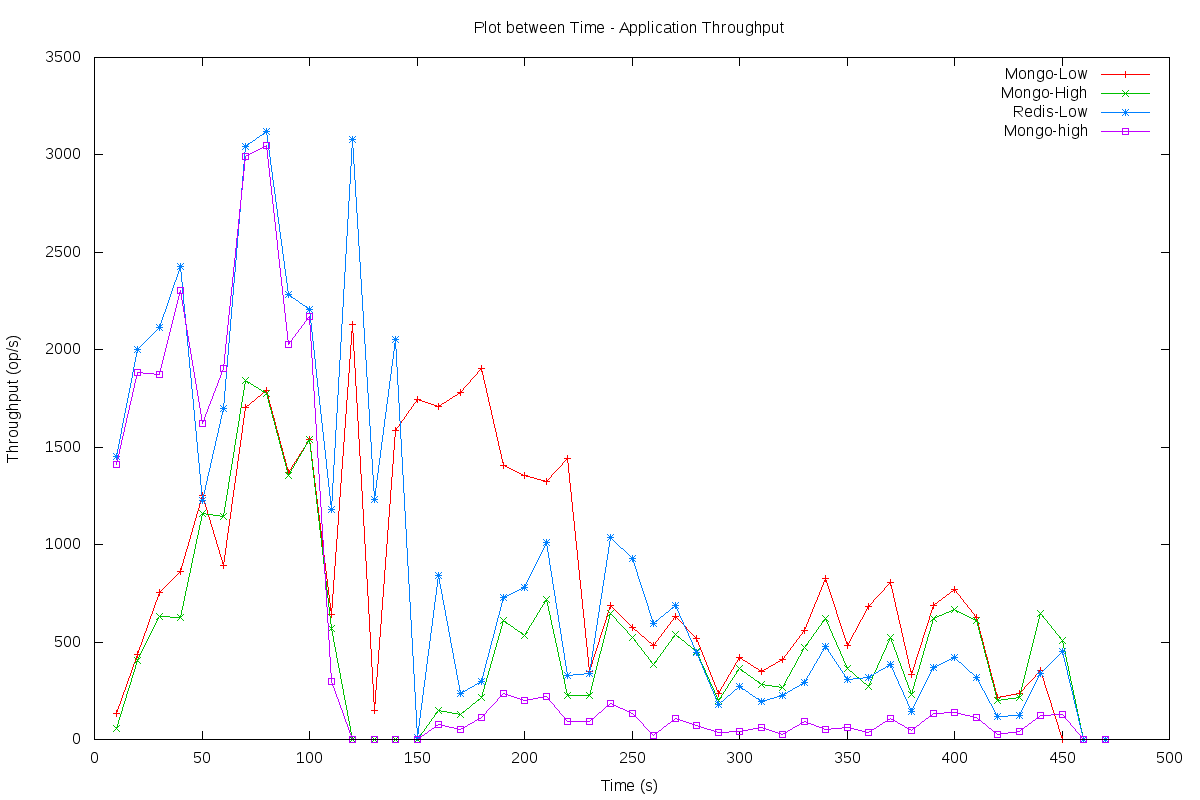 Plot between Time - Application Throughput
Throughput (op/s)
3500
3000
2500
2000
1500
1000
500
0
Mongo-Low
Mongo-High
Redis-Low
Mongo-high
0 50 100 150 200 250 300 350 400 450 500
Time (s)